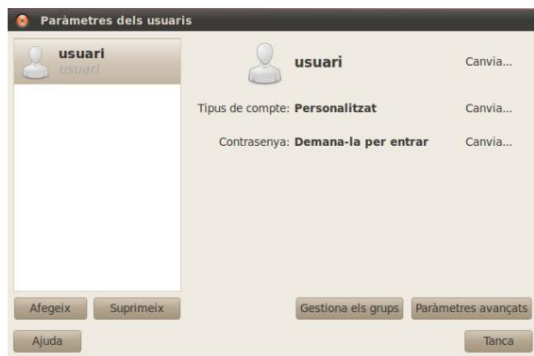 Paràmetres dels usuaris
usuari
usuari
usuari Canvia...
Tipus de compte: Personalitzat Canvia...
Contrasenya: Demana-la per entrar Canvia...
Afegeix Suprimeix Gestiona els grups Paràmetres avançats
Ajuda Tanca